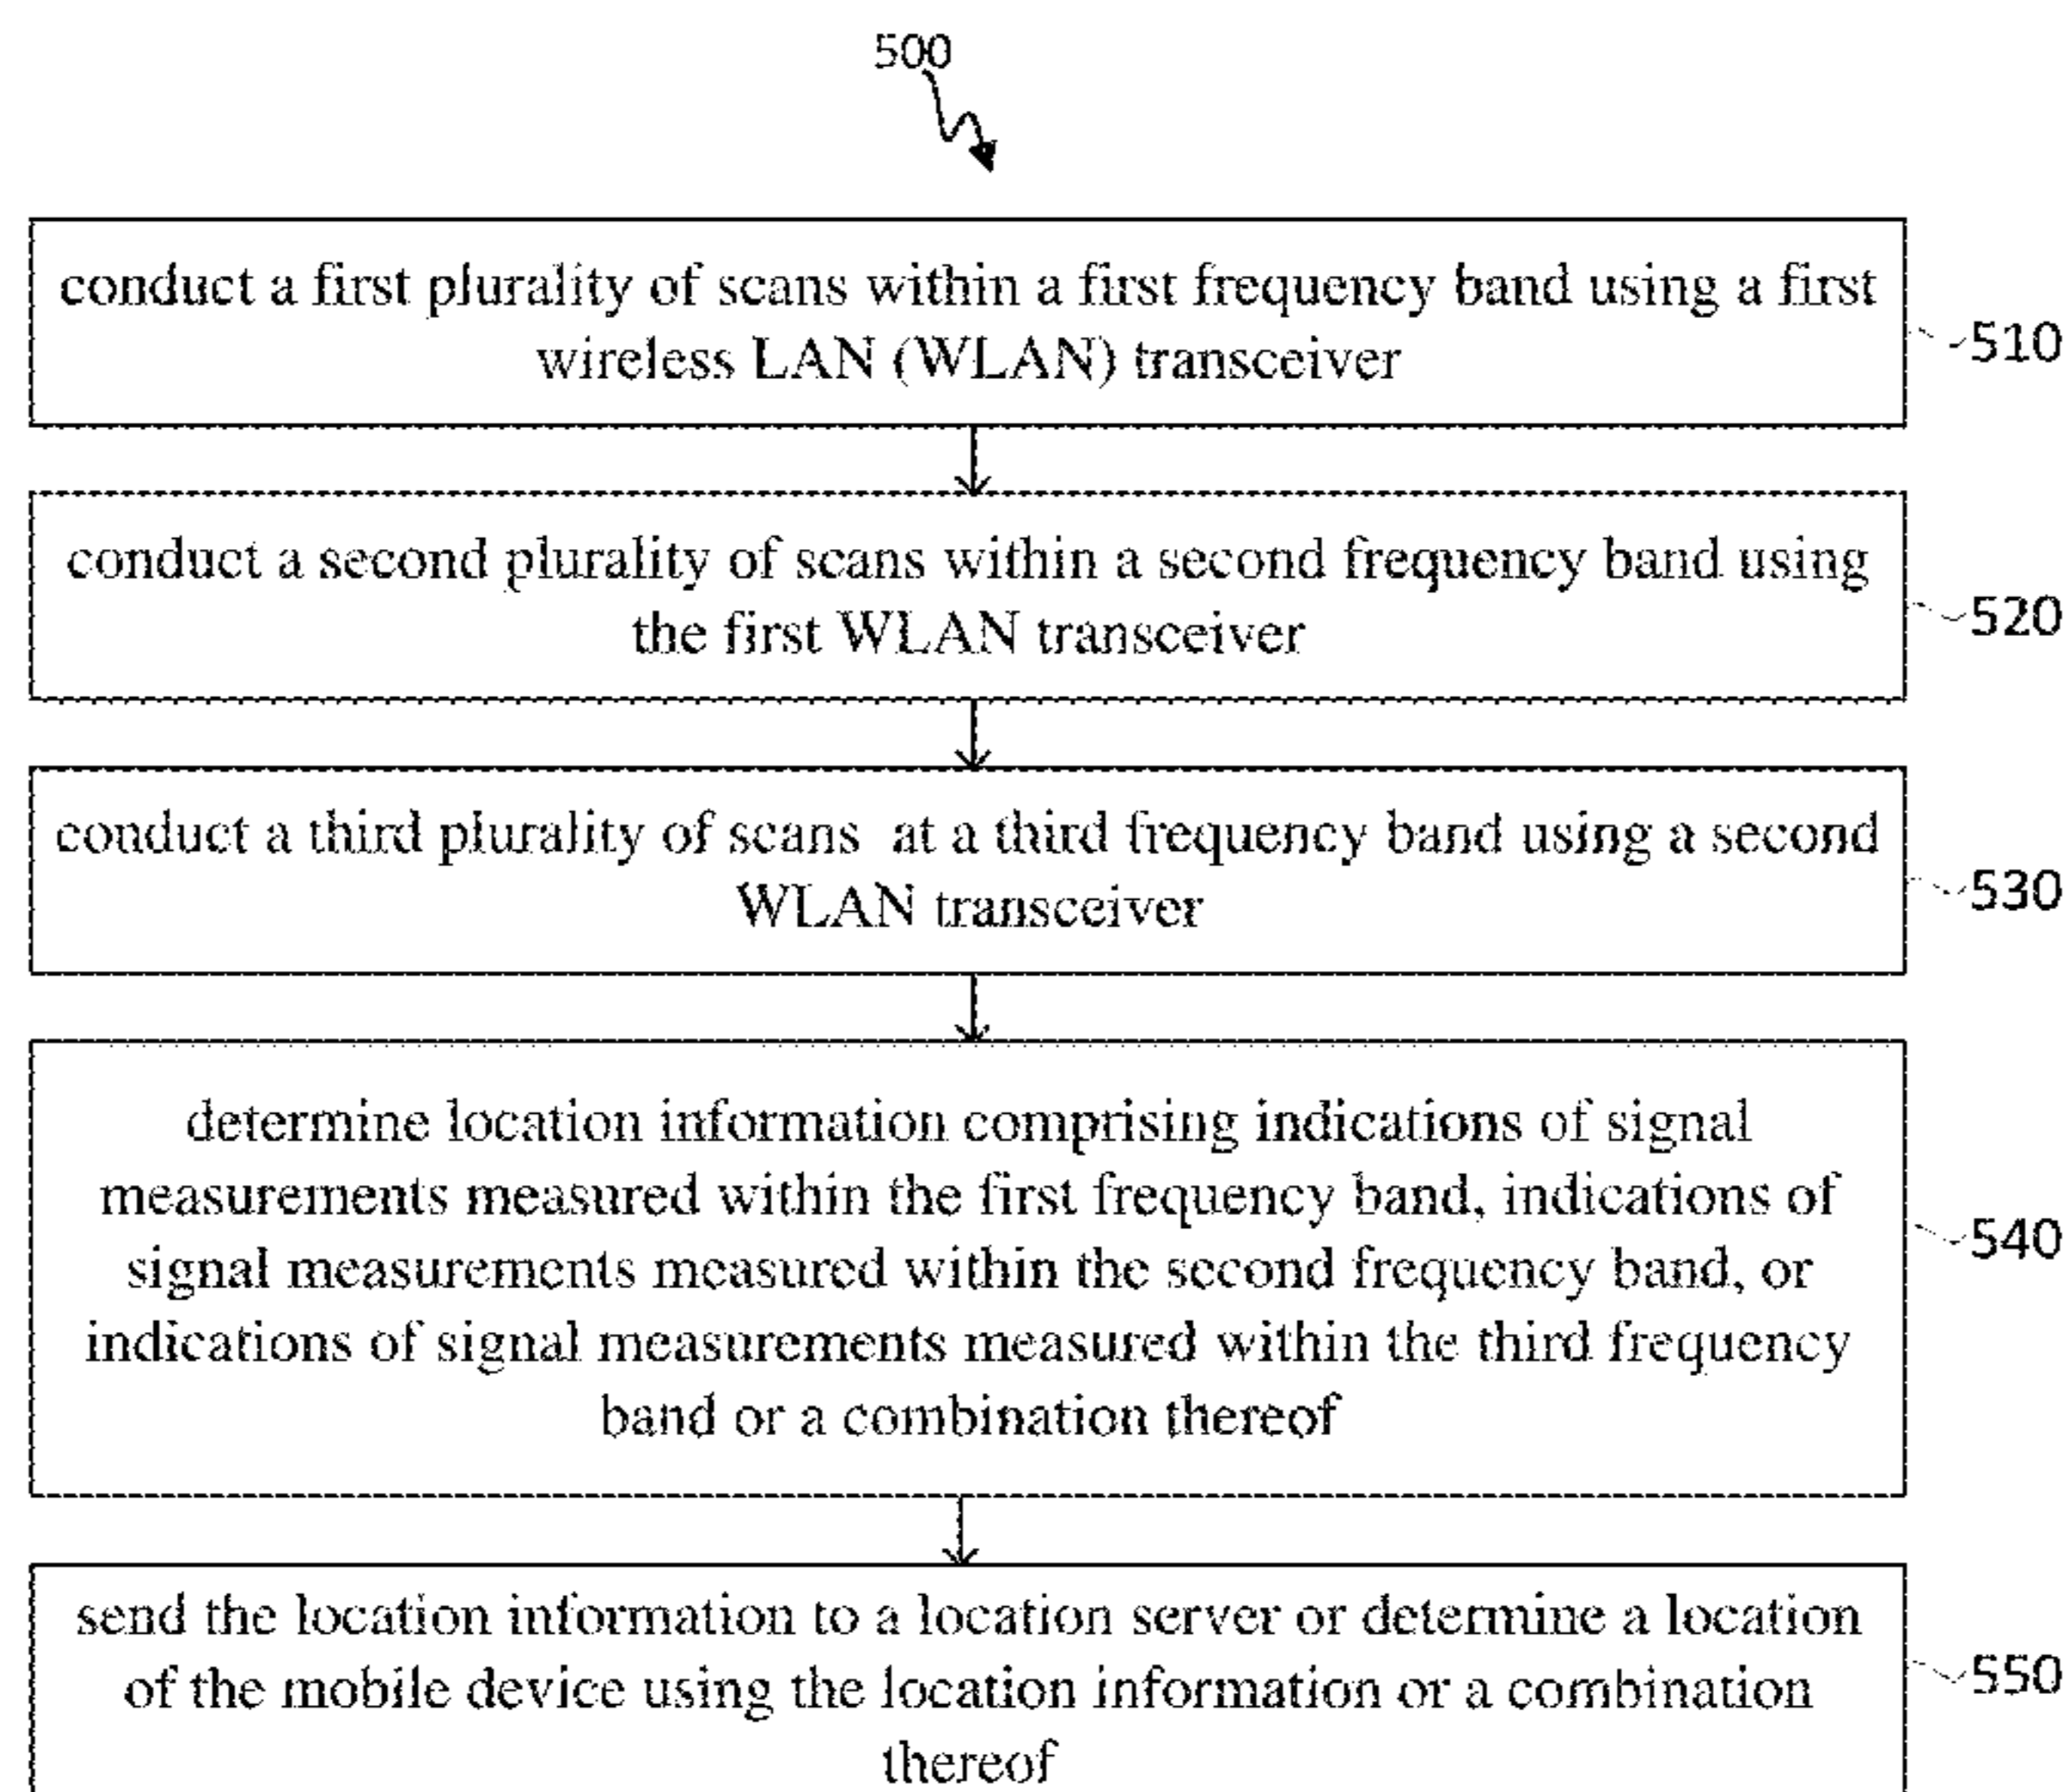 500
conduct a first plurality of scans within a first frequency band using a first
wireless LAN (WLAN) transceiver
510
conduct a second plurality of scans within a second frequency band using
the first WLAN transceiver
520
conduct a third plurality of scans at a third frequency band using a second
WLAN transceiver
530
determine location information comprising indications of signal
measurements measured within the first frequency band, indications of
signal measurements measured within the second frequency band, or
indications of signal measurements measured within the third frequency
band or a combination thereof
540
send the location information to a location server or determine a location
of the mobile device using the location information or a combination
thereof
550